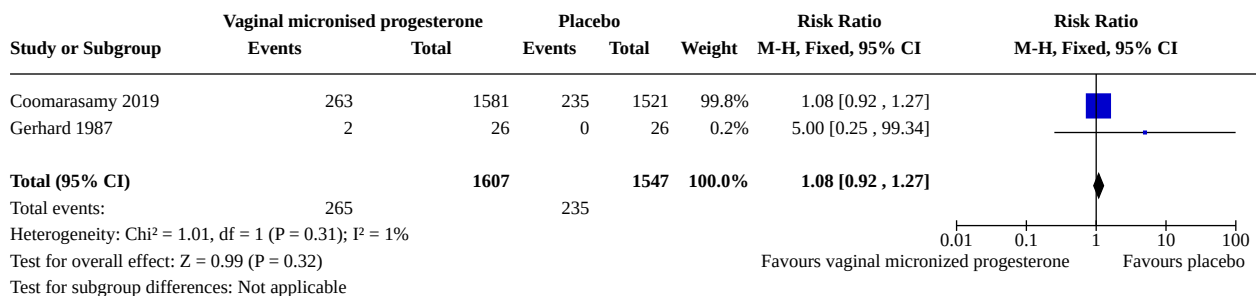 Vaginal micronised progesterone Placebo Risk Ratio Risk Ratio
Study or Subgroup Events Total Events Total Weight M-H, Fixed, 95% CI M-H, Fixed, 95% CI
Coomarasamy 2019 263 1581 235 1521 99.8% 1.08 [0.92 , 1.27]
Gerhard 1987 2 26 0 26 0.2% 5.00 [0.25 , 99.34]
Total (95% CI) 1607 1547 100.0% 1.08 [0.92 , 1.27]
Total events: 265 235
Heterogeneity: Chi² = 1.01, df = 1 (P = 0.31); I² = 1%
0.01 0.1 1 10 100
Test for overall effect: Z = 0.99 (P = 0.32) Favours vaginal micronized progesterone Favours placebo
Test for subgroup differences: Not applicable